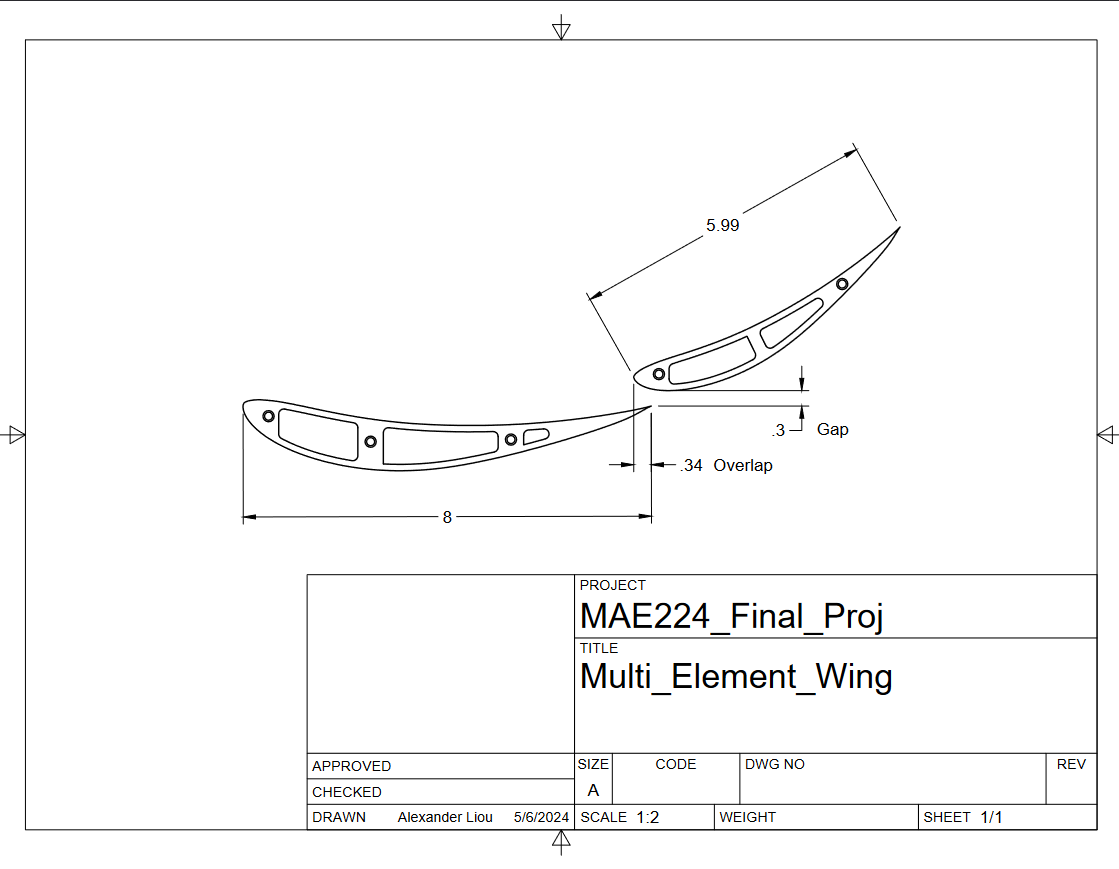 5.99
.3 Gap
.34 Overlap
8
PROJECT
MAE224_Final_Proj
TITLE
Multi_Element_Wing
APPROVED
SIZE CODE DWG NO REV
CHECKED
A
DRAWN Alexander Liou 5/6/2024 SCALE 1:2 WEIGHT SHEET 1/1